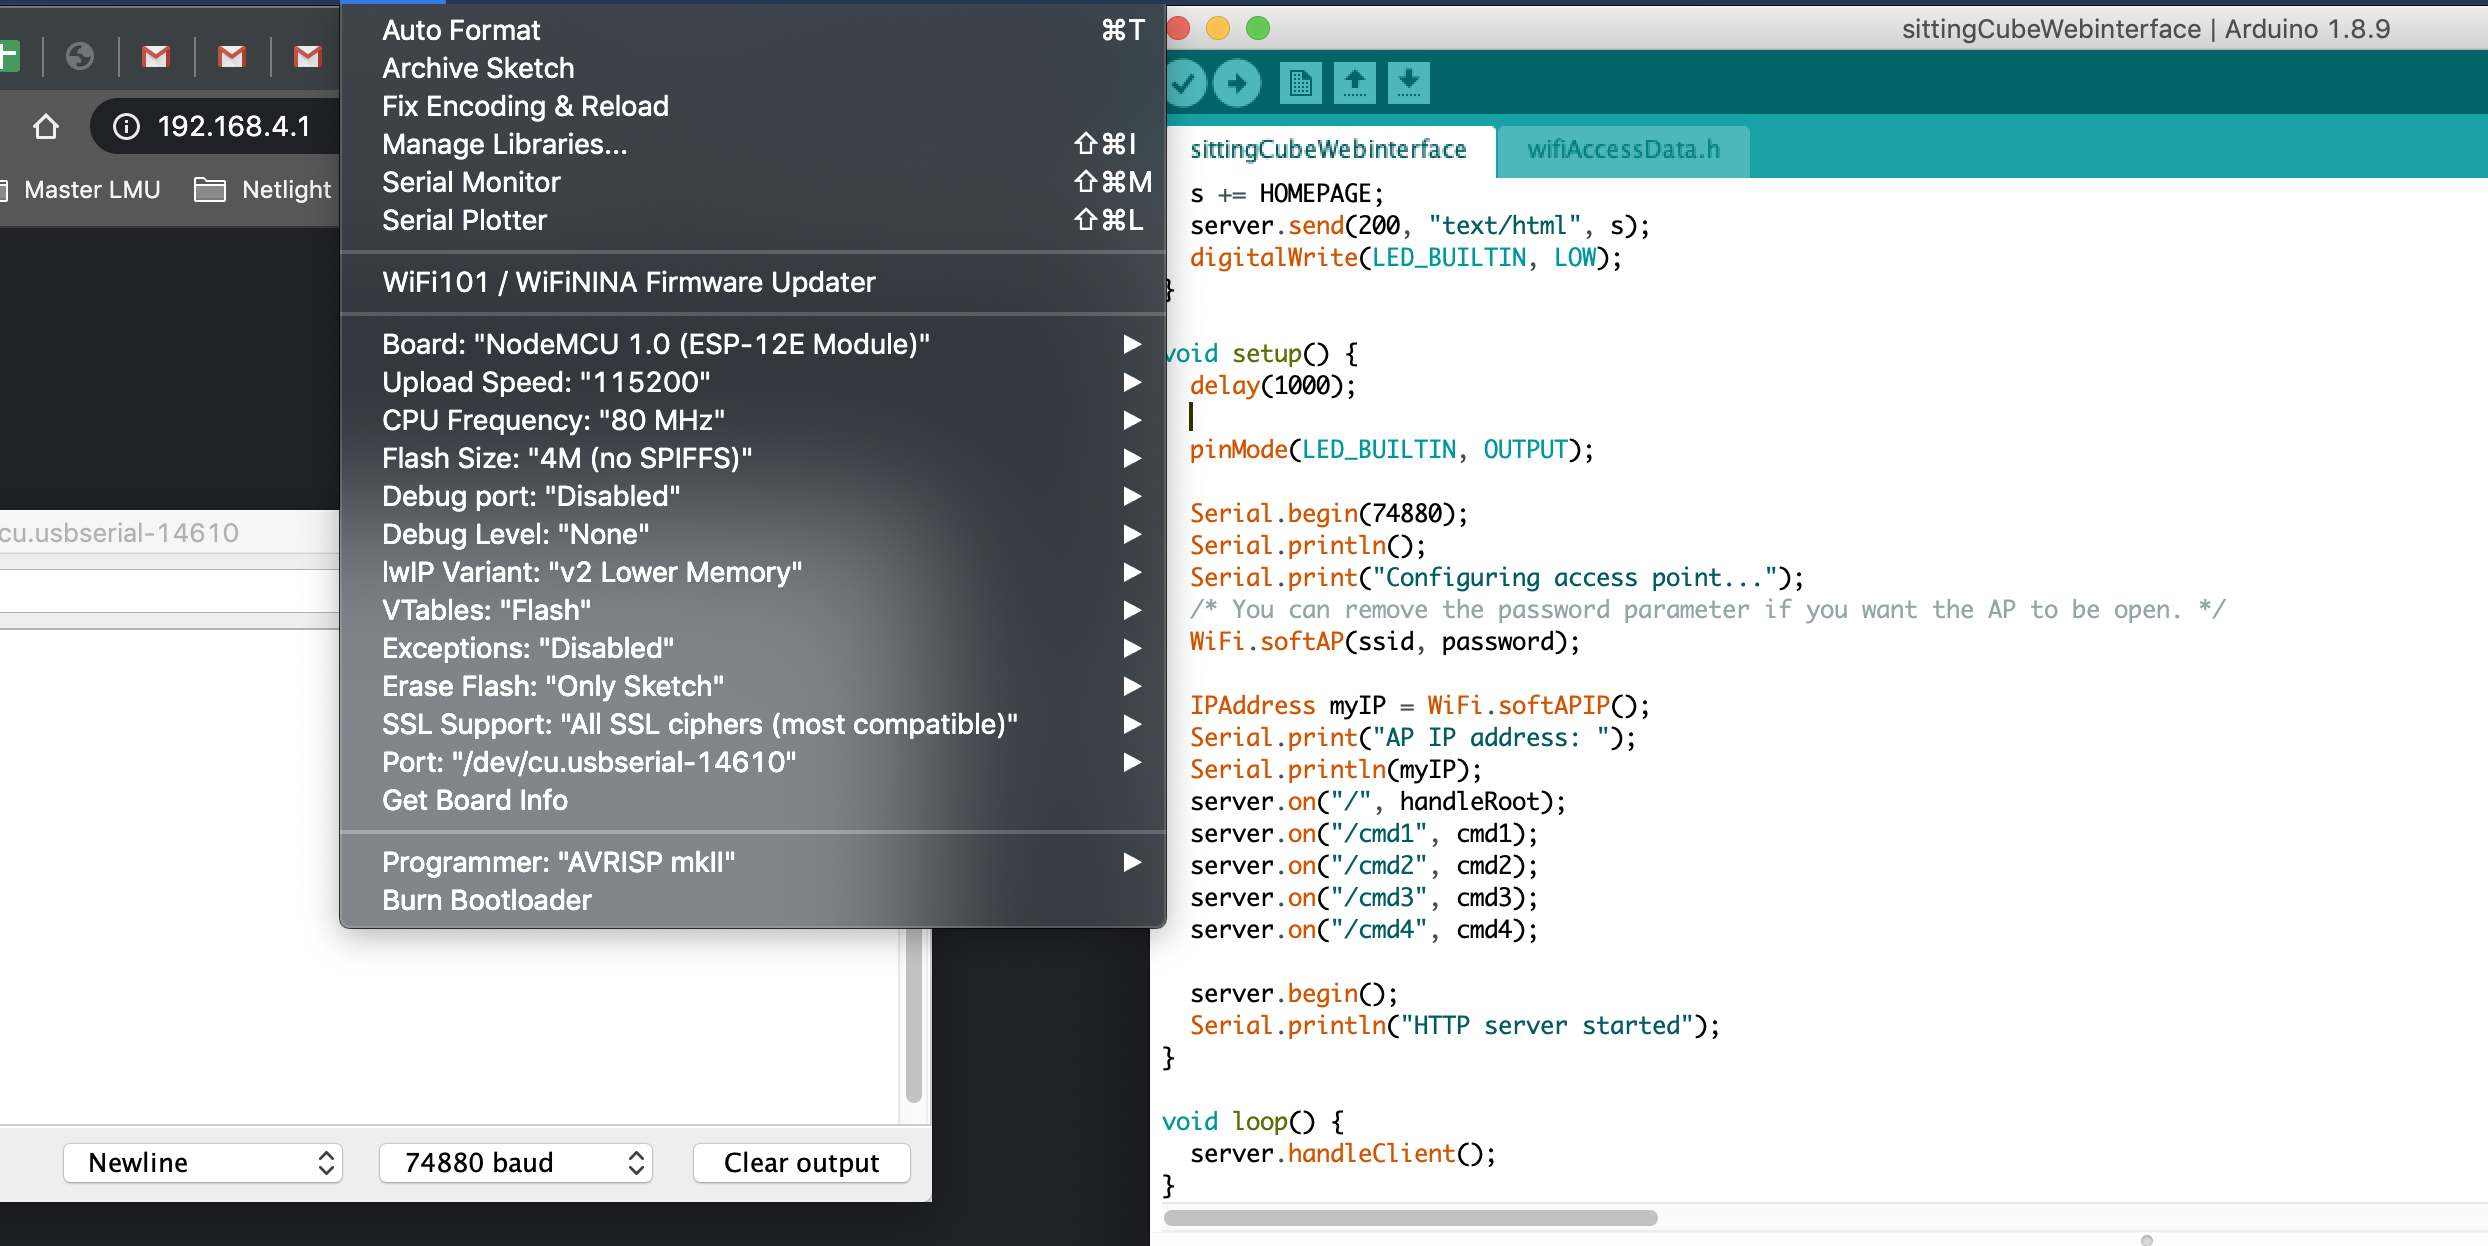 192.168.4.1
Master LMU
Netlight
cu.usbserial-14610
Auto Format ⌘T
Archive Sketch
Fix Encoding & Reload
Manage Libraries... ⇧⌘I
Serial Monitor ⇧⌘M
Serial Plotter ⇧⌘L
WiFi101 / WiFiNINA Firmware Updater
Board: "NodeMCU 1.0 (ESP-12E Module)"
Upload Speed: "115200"
CPU Frequency: "80 MHz"
Flash Size: "4M (no SPIFFS)"
Debug port: "Disabled"
Debug Level: "None"
lwIP Variant: "v2 Lower Memory"
VTables: "Flash"
Exceptions: "Disabled"
Erase Flash: "Only Sketch"
SSL Support: "All SSL ciphers (most compatible)"
Port: "/dev/cu.usbserial-14610"
Get Board Info
Programmer: "AVRISP mkII"
Burn Bootloader
Newline
74880 baud
Clear output
sittingCubeWebinterface | Arduino 1.8.9
sittingCubeWebinterface
wifiAccessData.h
s += HOMEPAGE;
server.send(200, "text/html", s);
digitalWrite(LED_BUILTIN, LOW);
}
void setup() {
delay(1000);
pinMode(LED_BUILTIN, OUTPUT);
Serial.begin(74880);
Serial.println();
Serial.print("Configuring access point...");
/* You can remove the password parameter if you want the AP to be open. */
WiFi.softAP(ssid, password);
IPAddress myIP = WiFi.softAPIP();
Serial.print("AP IP address: ");
Serial.println(myIP);
server.on("/", handleRoot);
server.on("/cmd1", cmd1);
server.on("/cmd2", cmd2);
server.on("/cmd3", cmd3);
server.on("/cmd4", cmd4);
server.begin();
Serial.println("HTTP server started");
}
void loop() {
server.handleClient();
}